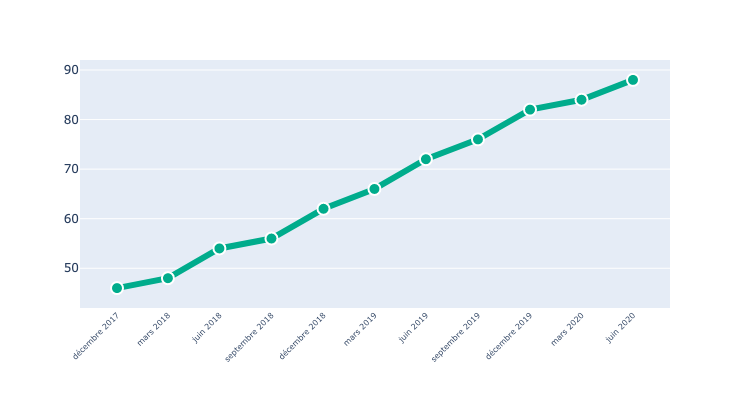 90
80
70
60
50
décembre 2017
mars 2018
juin 2018
septembre 2018
décembre 2018
mars 2019
juin 2019
septembre 2019
décembre 2019
mars 2020
juin 2020